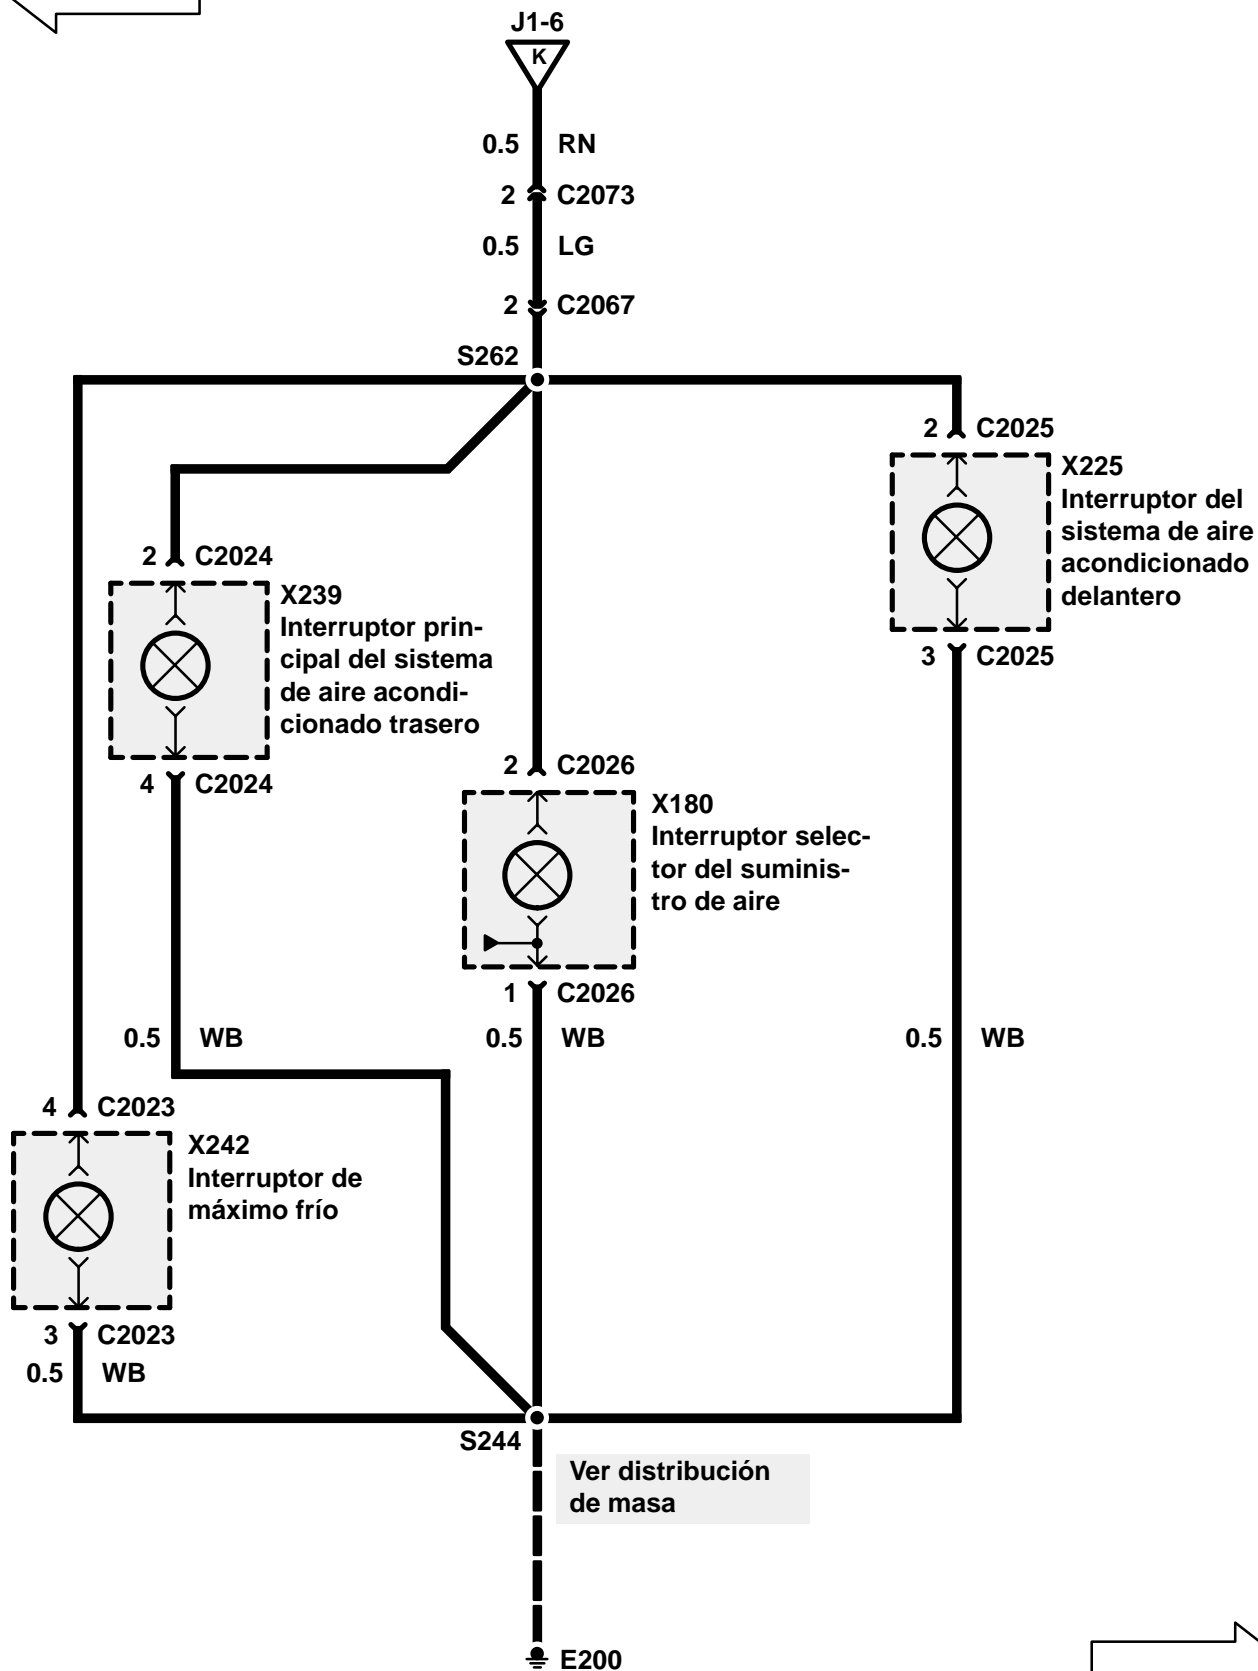 J1-6
K
0.5 RN
2 C2073
0.5 LG
2 C2067
S262
2 C2025
X225
Interruptor del
sistema de aire
acondicionado
delantero
3 C2025
2 C2024
X239
Interruptor prin-
cipal del sistema
de aire acondi-
cionado trasero
4 C2024
2 C2026
X180
Interruptor selec-
tor del suminis-
tro de aire
1 C2026
0.5 WB
0.5 WB
0.5 WB
4 C2023
X242
Interruptor de
máximo frío
3 C2023
0.5 WB
S244
Ver distribución
de masa
E200